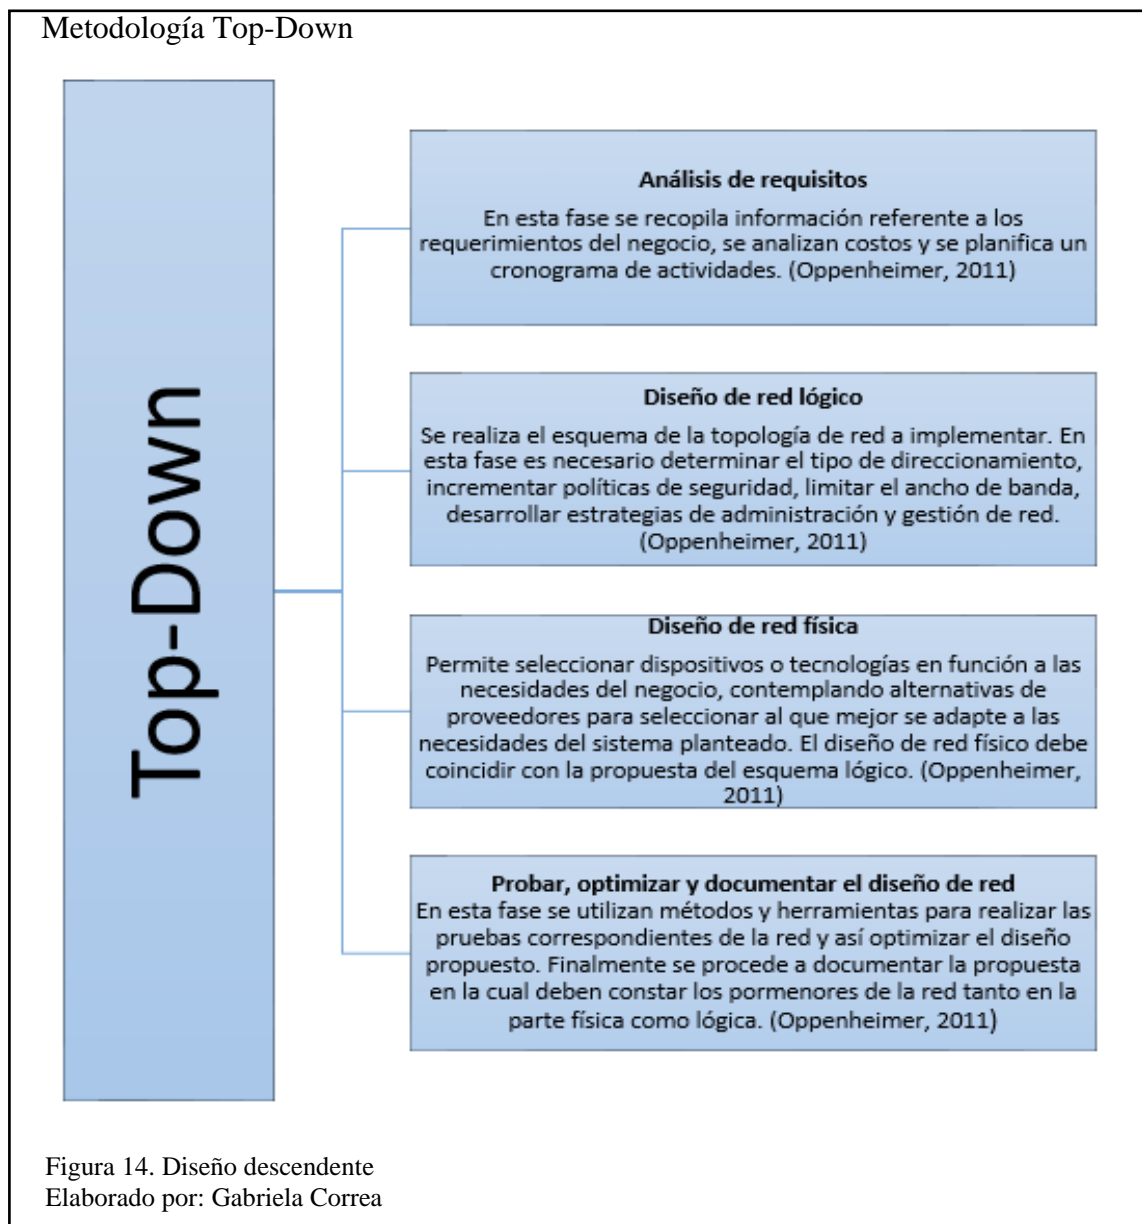 Metodología Top-Down
Top-Down
Análisis de requisitos
En esta fase se recopila información referente a los
requerimientos del negocio, se analizan costos y se planifica un
cronograma de actividades. (Oppenheimer, 2011)
Diseño de red lógico
Se realiza el esquema de la topología de red a implementar. En
esta fase es necesario determinar el tipo de direccionamiento,
incrementar políticas de seguridad, limitar el ancho de banda,
desarrollar estrategias de administración y gestión de red.
(Oppenheimer, 2011)
Diseño de red física
Permite seleccionar dispositivos o tecnologías en función a las
necesidades del negocio, contemplando alternativas de
proveedores para seleccionar al que mejor se adapte a las
necesidades del sistema planteado. El diseño de red físico debe
coincidir con la propuesta del esquema lógico. (Oppenheimer,
2011)
Probar, optimizar y documentar el diseño de red
En esta fase se utilizan métodos y herramientas para realizar las
pruebas correspondientes de la red y así optimizar el diseño
propuesto. Finalmente se procede a documentar la propuesta
en la cual deben constar los pormenores de la red tanto en la
parte física como lógica. (Oppenheimer, 2011)
Figura 14. Diseño descendente
Elaborado por: Gabriela Correa